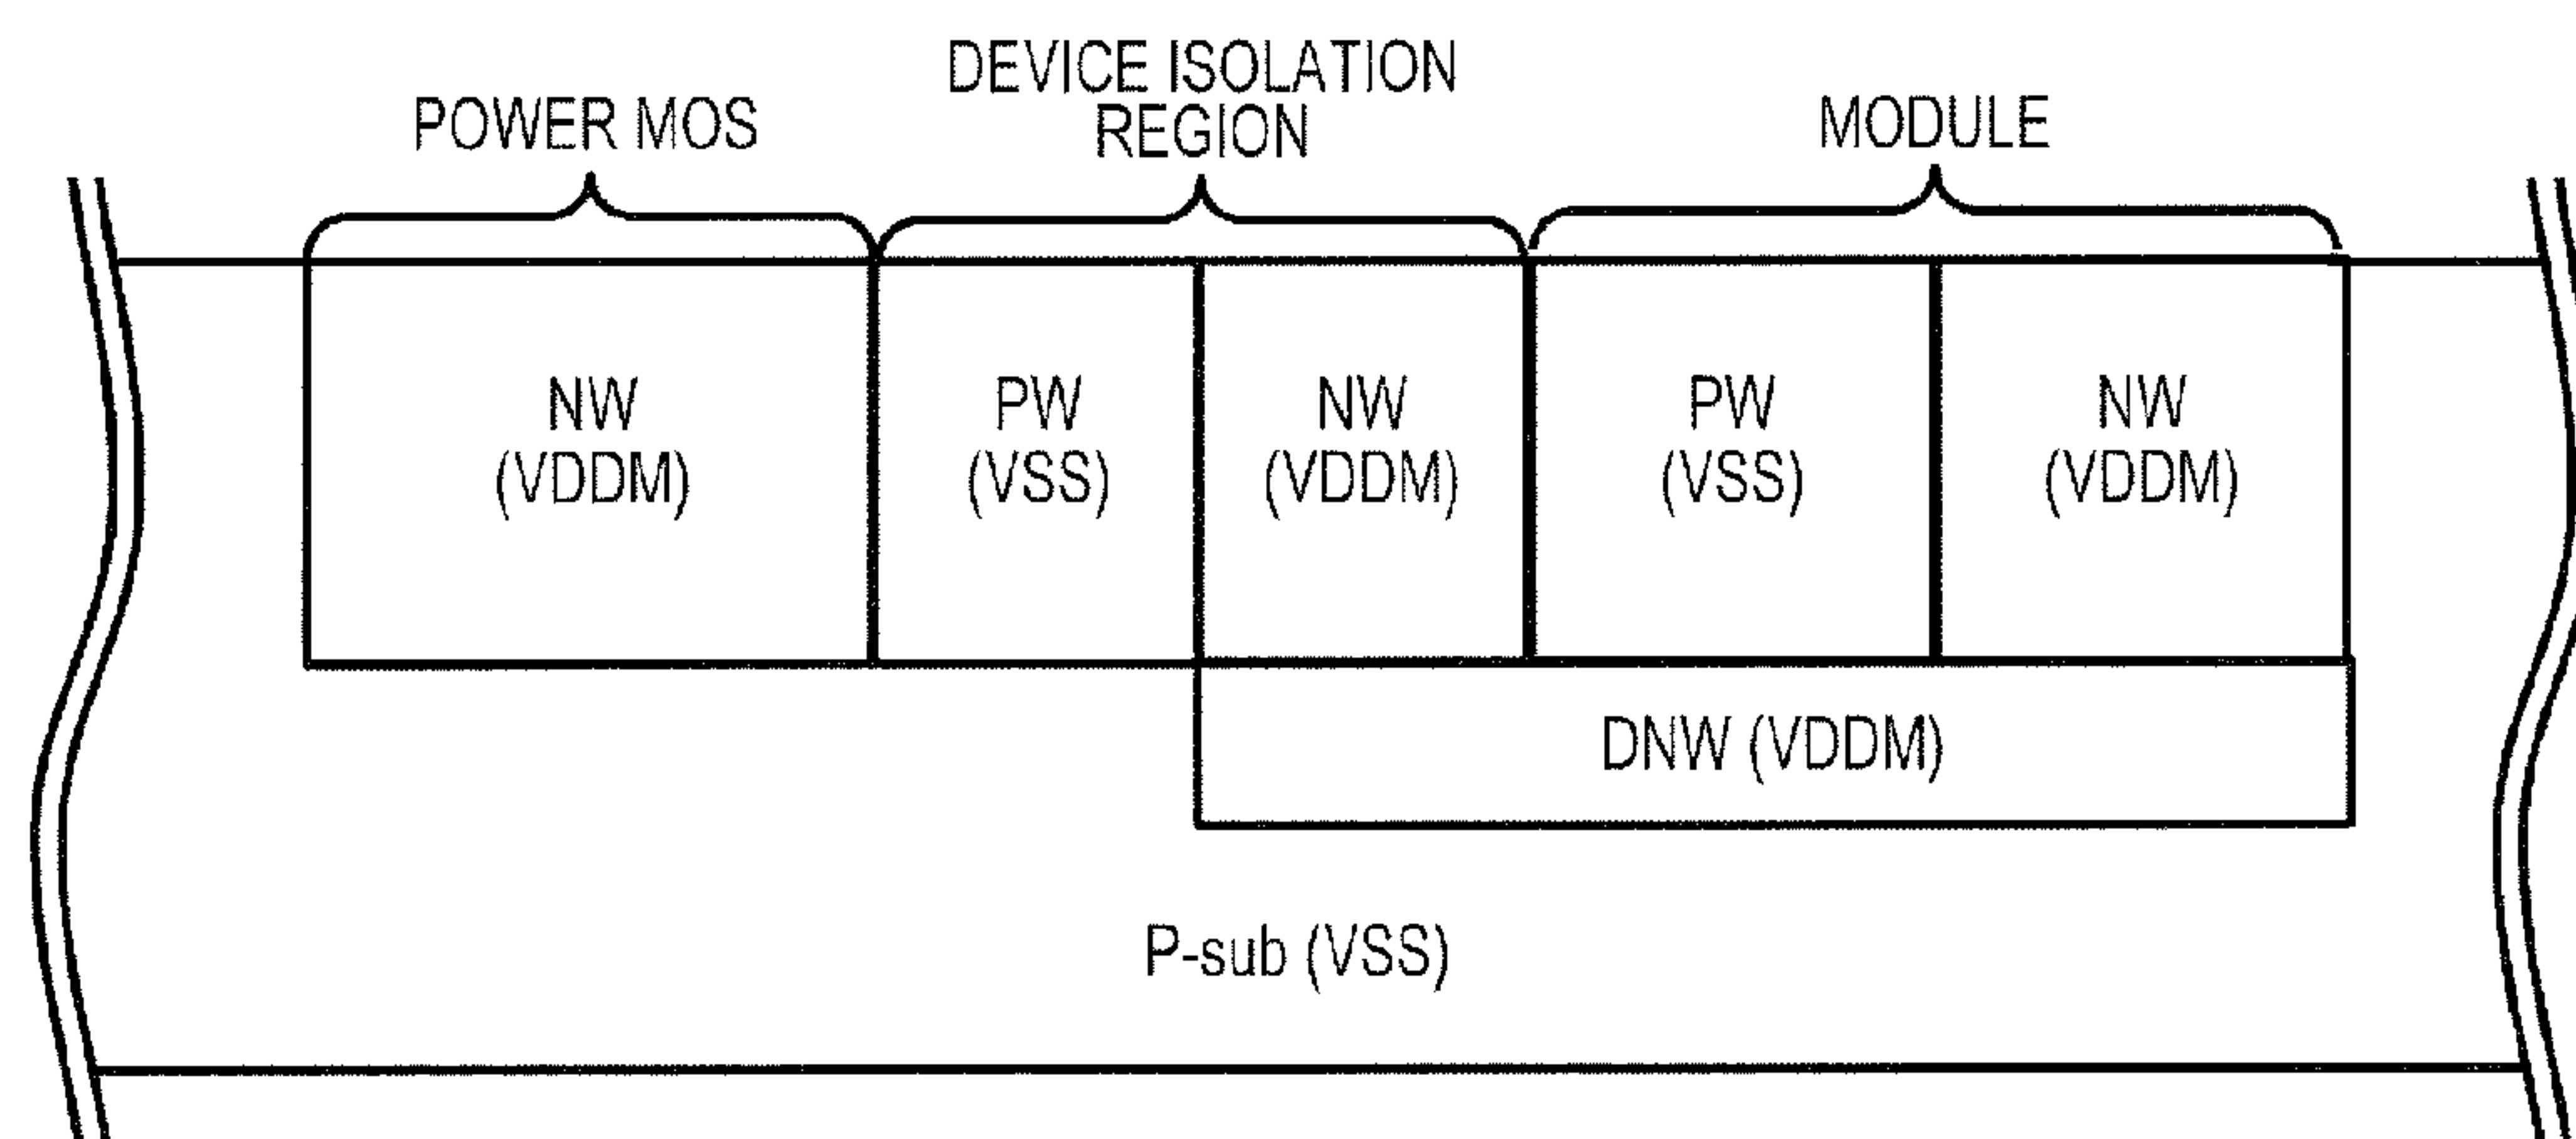 DEVICE ISOLATION
REGION
POWER MOS
MODULE
NW
(VDDM)
PW
(VSS)
NW
(VDDM)
PW
(VSS)
NW
(VDDM)
DNW (VDDM)
P-sub (VSS)